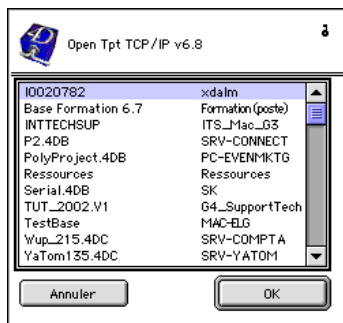 Open Tpt TCP/IP v6.8
I0020782 xdalm
Base Formation 6.7 Formation (poste)
INTTECHSUP ITS_Mac_G3
P2.4DB SRV-CONNECT
PolyProject.4DB PC-EVENMKTG
Ressources Ressources
Serial.4DB SK
TUT_2002.V1 G4_SupportTech
TestBase MAC-ELG
Wup_215.4DC SRV-COMPTA
YaTom135.4DC SRV-YATOM
Annuler OK